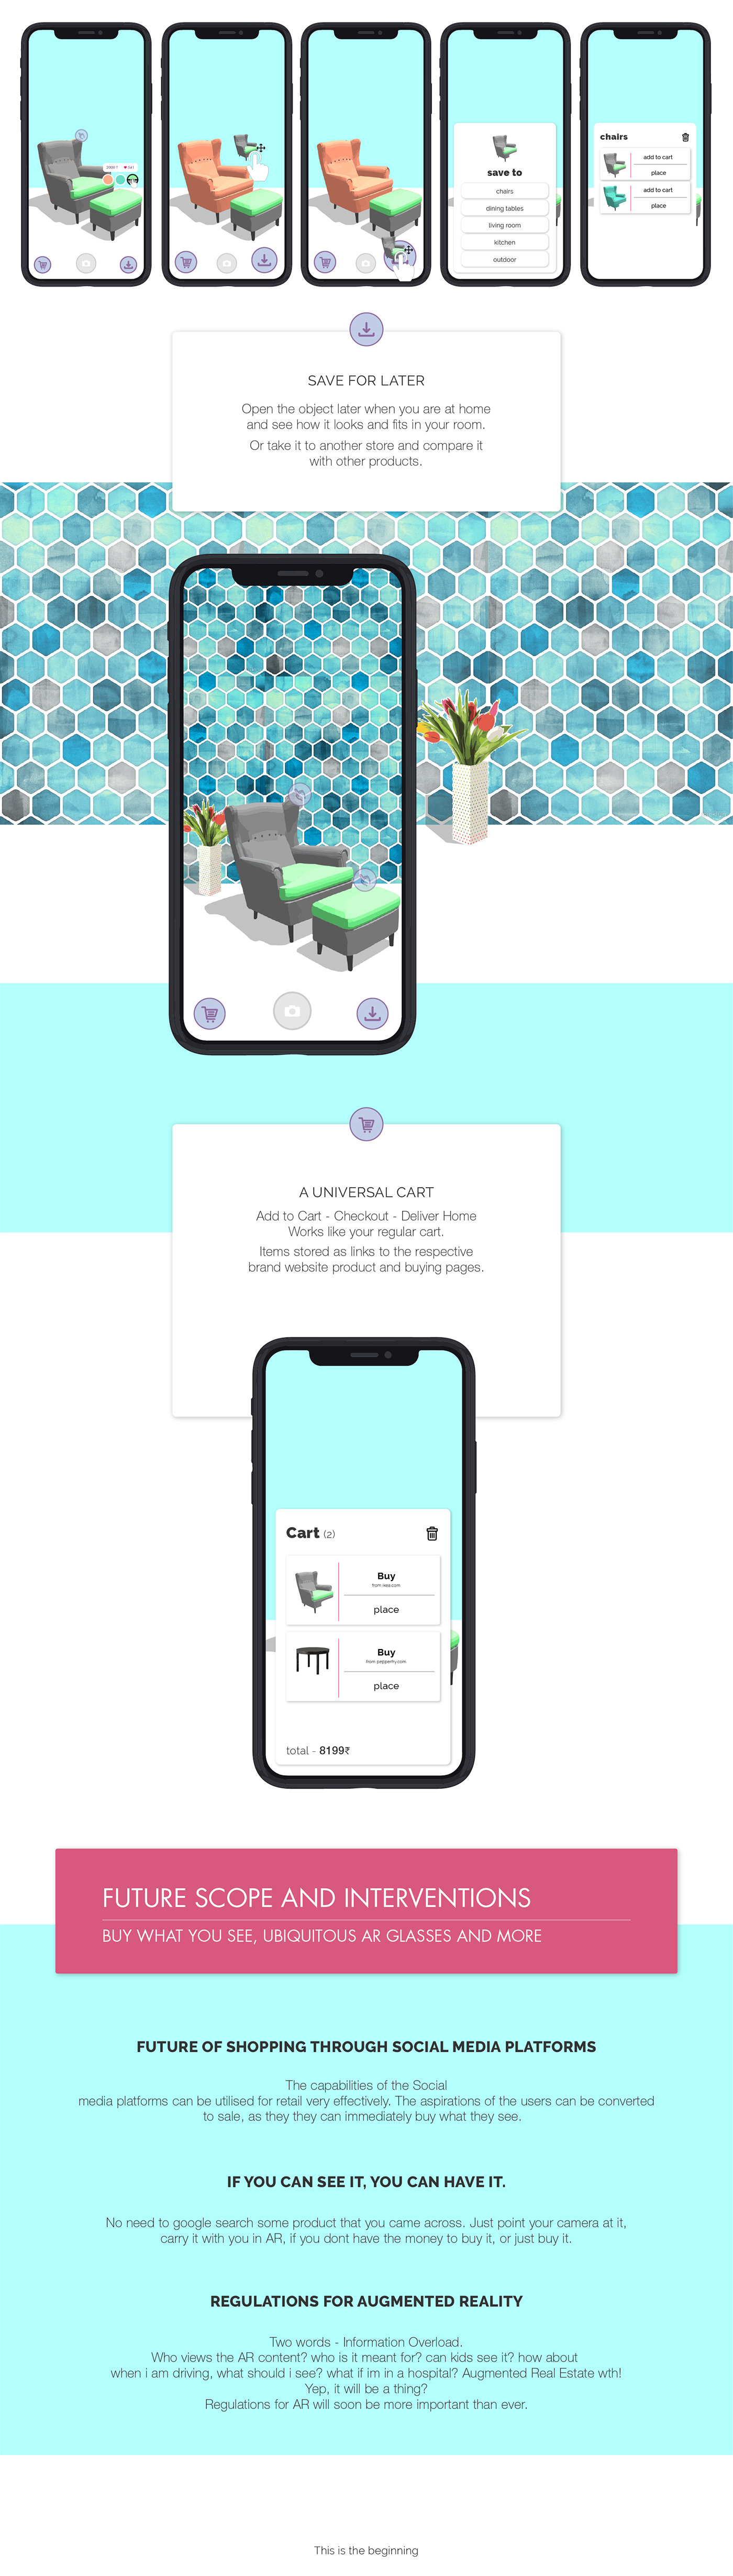 save to
chairs
dining tables
living room
kitchen
outdoor
chairs
add to cart
place
add to cart
place
SAVE FOR LATER
Open the object later when you are at home
and see how it looks and fits in your room.
Or take it to another store and compare it
with other products.
A UNIVERSAL CART
Add to Cart - Checkout - Deliver Home
Works like your regular cart.
Items stored as links to the respective
brand website product and buying pages.
Cart (2)
Buy
from ikea.com
place
Buy
from pepperfry.com
place
total - 8199₹
FUTURE SCOPE AND INTERVENTIONS
BUY WHAT YOU SEE, UBIQUITOUS AR GLASSES AND MORE
FUTURE OF SHOPPING THROUGH SOCIAL MEDIA PLATFORMS
The capabilities of the Social
media platforms can be utilised for retail very effectively. The aspirations of the users can be converted
to sale, as they they can immediately buy what they see.
IF YOU CAN SEE IT, YOU CAN HAVE IT.
No need to google search some product that you came across. Just point your camera at it,
carry it with you in AR, if you dont have the money to buy it, or just buy it.
REGULATIONS FOR AUGMENTED REALITY
Two words - Information Overload.
Who views the AR content? who is it meant for? can kids see it? how about
when i am driving, what should i see? what if im in a hospital? Augmented Real Estate wth!
Yep, it will be a thing?
Regulations for AR will soon be more important than ever.
This is the beginning